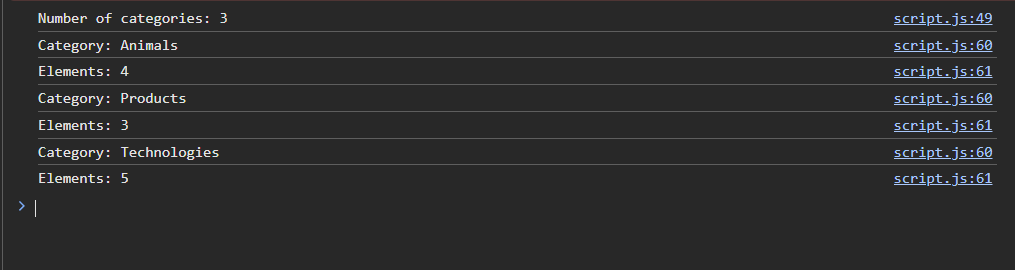 Number of categories: 3 script.js:49
Category: Animals script.js:60
Elements: 4 script.js:61
Category: Products script.js:60
Elements: 3 script.js:61
Category: Technologies script.js:60
Elements: 5 script.js:61
>